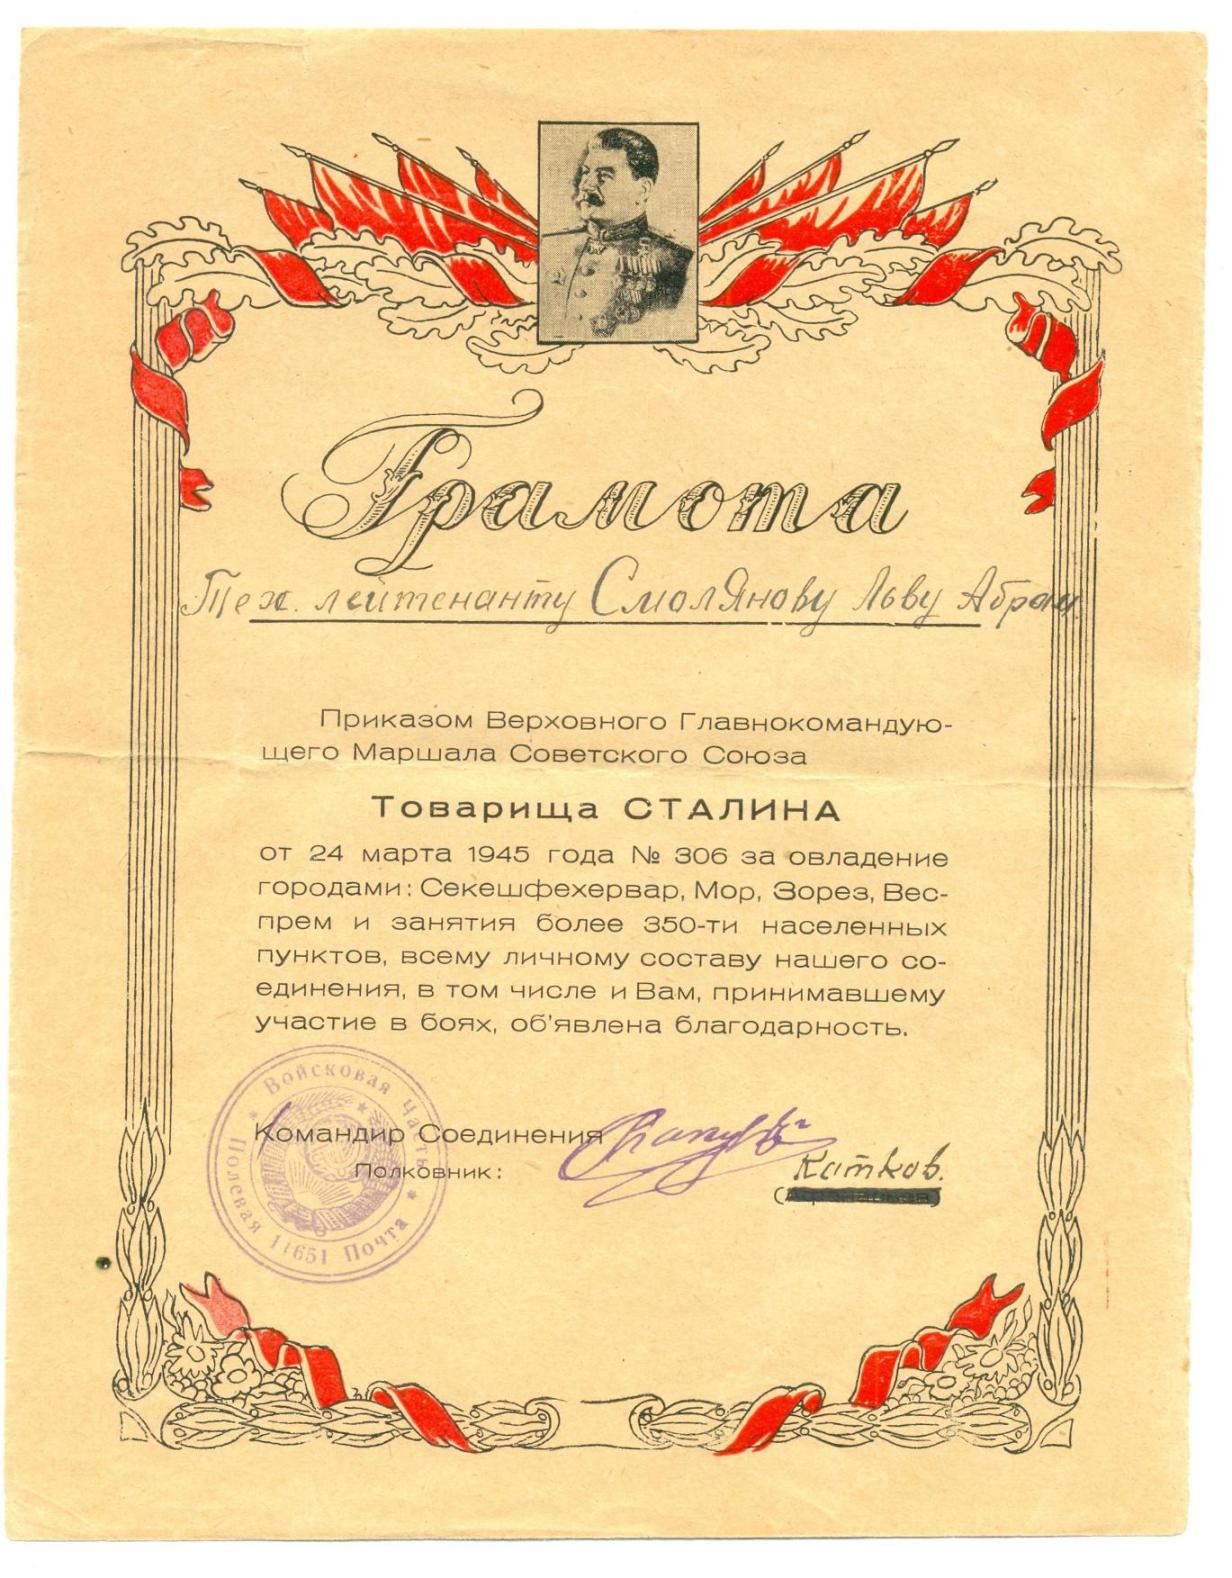 Грамота
Тех. лейтенанту Смолянову Льву Абрам.
Приказом Верховного Главнокомандую-
щего Маршала Советского Союза
Товарища СТАЛИНА
от 24 марта 1945 года № 306 за овладение
городами: Секешфехервар, Мор, Зорез, Вес-
прем и занятия более 350-ти населенных
пунктов, всему личному составу нашего со-
единения, в том числе и Вам, принимавшему
участие в боях, об'явлена благодарность.
Командир Соединения
Полковник:
Катков.
* Войсковая Часть *
Полевая 11651 Почта